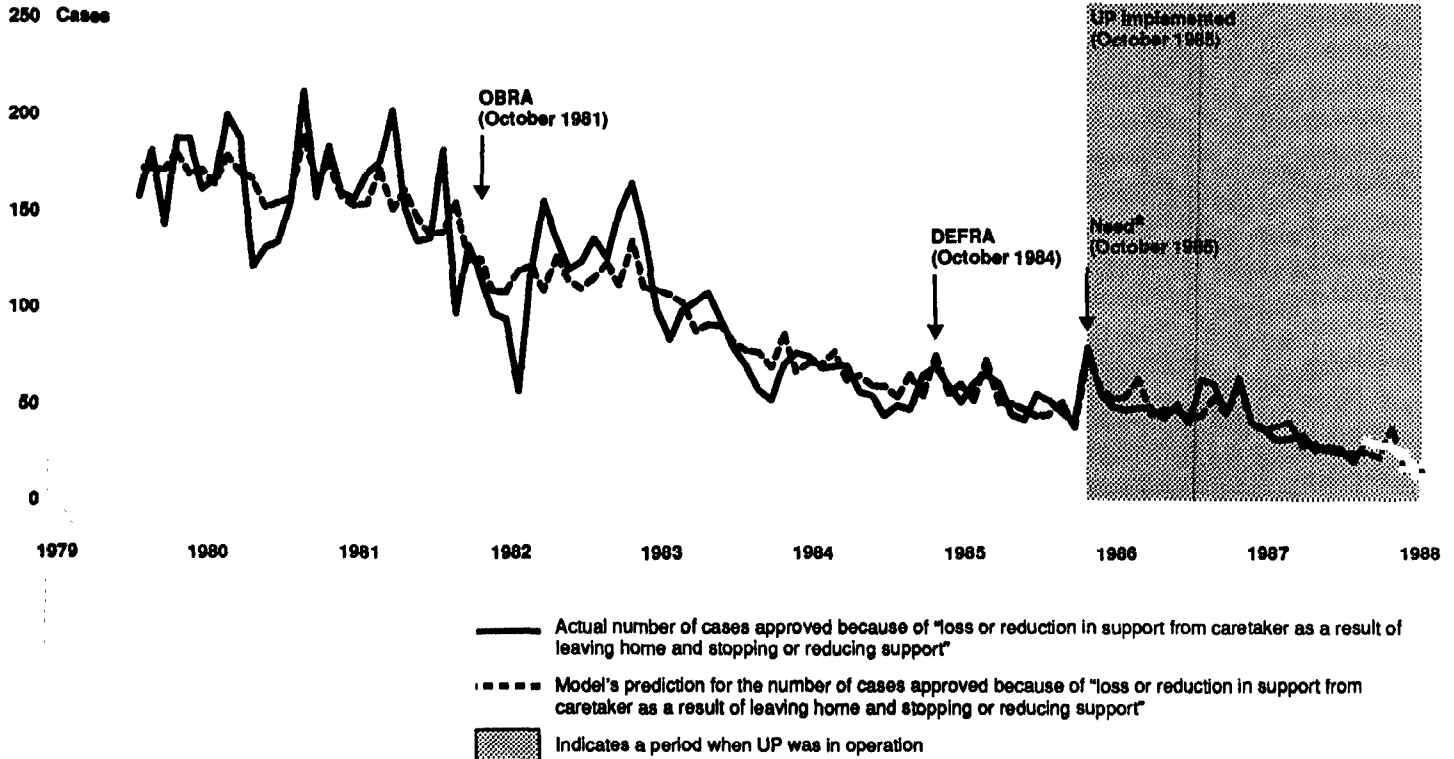 250 Cases
UP Implemented
(October 1985)
200
OBRA
(October 1981)
150
DEFRA
(October 1984)
Need*
(October 1985)
100
50
0
1979 1980 1981 1982 1983 1984 1985 1986 1987 1988
Actual number of cases approved because of "loss or reduction in support from caretaker as a result of
leaving home and stopping or reducing support"
Model's prediction for the number of cases approved because of "loss or reduction in support from
caretaker as a result of leaving home and stopping or reducing support"
Indicates a period when UP was in operation